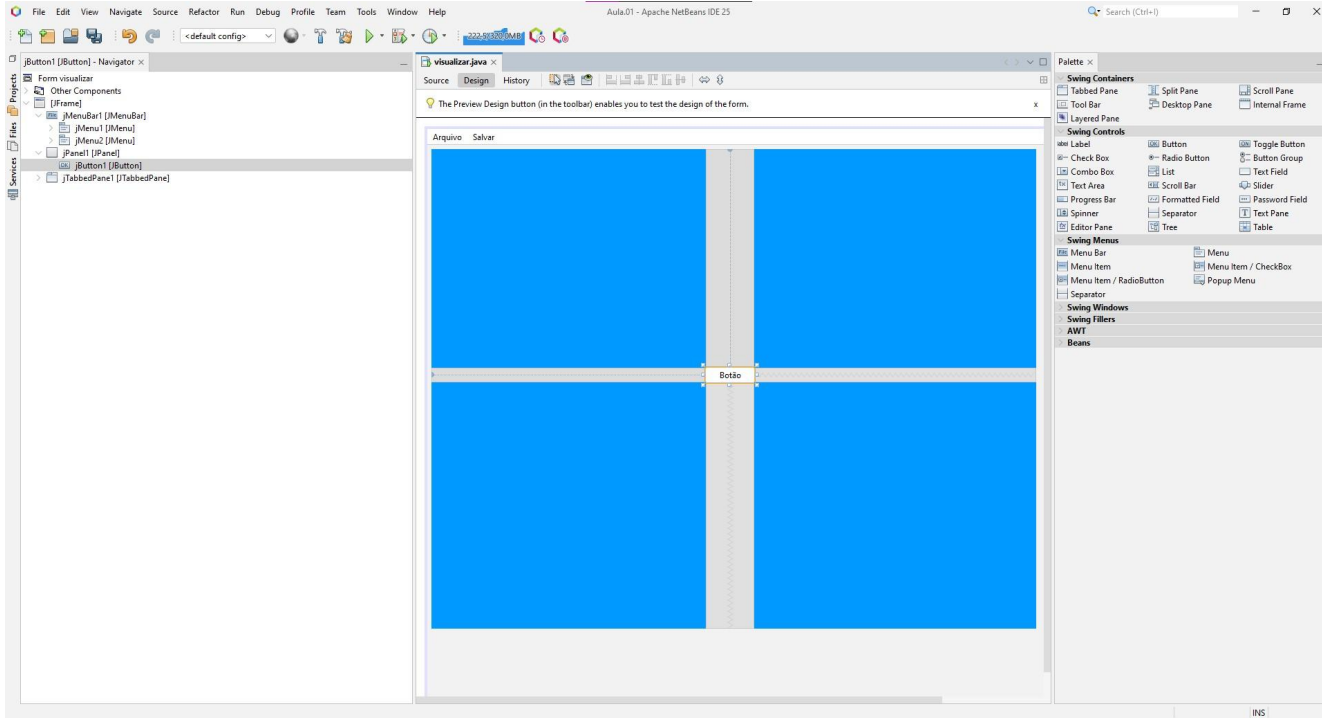 File Edit View Navigate Source Refactor Run Debug Profile Team Tools Window Help
Aula.01 - Apache NetBeans IDE 25
Search (Ctrl+I)
<default config>
222.5/320.0MB
jButton1 [JButton] - Navigator
Form visualizar
Other Components
[JFrame]
jMenuBar1 [JMenuBar]
jMenu1 [JMenu]
jMenu2 [JMenu]
jPanel1 [JPanel]
jButton1 [JButton]
jTabbedPane1 [JTabbedPane]
Projects
Files
Services
visualizar.java
Source Design History
The Preview Design button (in the toolbar) enables you to test the design of the form.
Arquivo Salvar
Botão
Palette
Swing Containers
Tabbed Pane Split Pane Scroll Pane
Tool Bar Desktop Pane Internal Frame
Layered Pane
Swing Controls
Label Button Toggle Button
Check Box Radio Button Button Group
Combo Box List Text Field
Text Area Scroll Bar Slider
Progress Bar Formatted Field Password Field
Spinner Separator Text Pane
Editor Pane Tree Table
Swing Menus
Menu Bar Menu
Menu Item Menu Item / CheckBox
Menu Item / RadioButton Popup Menu
Separator
Swing Windows
Swing Fillers
AWT
Beans
INS